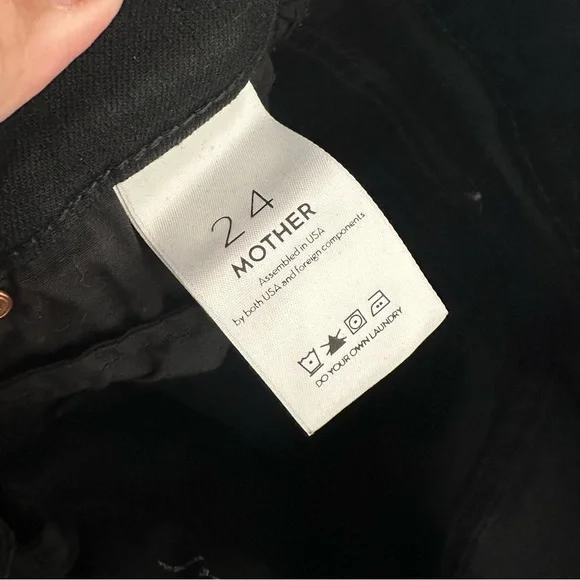 24
MOTHER
Assembled in USA
by both USA and foreign components
DO YOUR OWN LAUNDRY